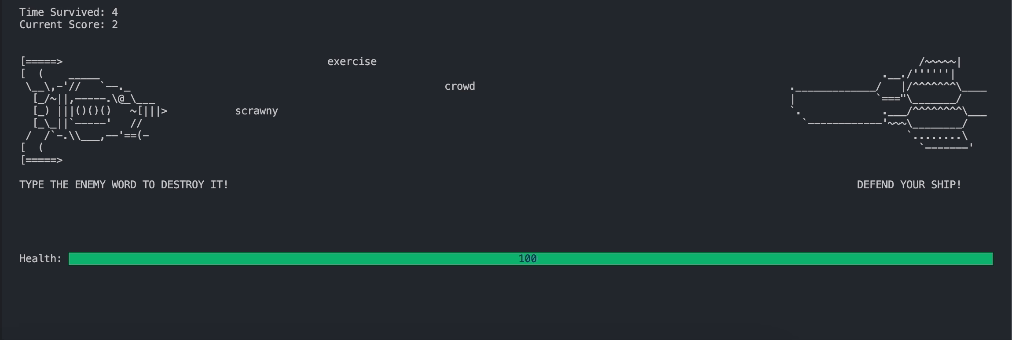 Time Survived: 4
Current Score: 2
exercise
crowd
scrawny
TYPE THE ENEMY WORD TO DESTROY IT!
DEFEND YOUR SHIP!
Health: 100